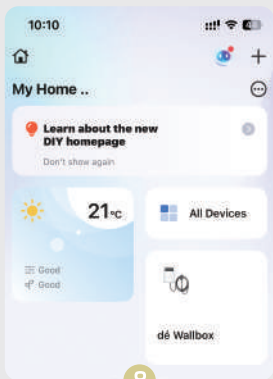 10:10
My Home ..
Learn about the new
DIY homepage
Don't show again
21°C
All Devices
Good
Good
dé Wallbox